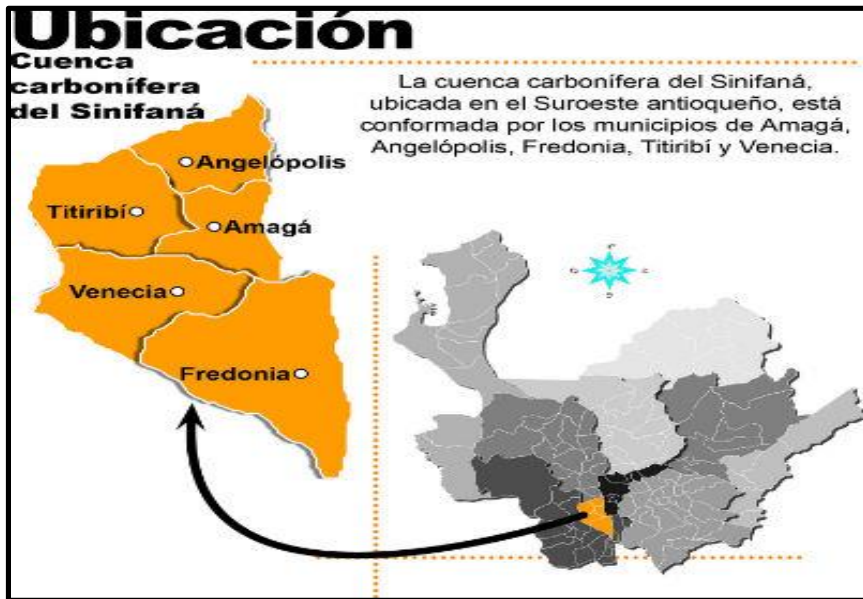 Ubicación
Cuenca
carbonífera
del Sinifaná
La cuenca carbonífera del Sinifaná,
ubicada en el Suroeste antioqueño, está
conformada por los municipios de Amagá,
Angelópolis, Fredonia, Titiribí y Venecia.
Angelópolis
Titiribí
Amagá
Venecia
Fredonia